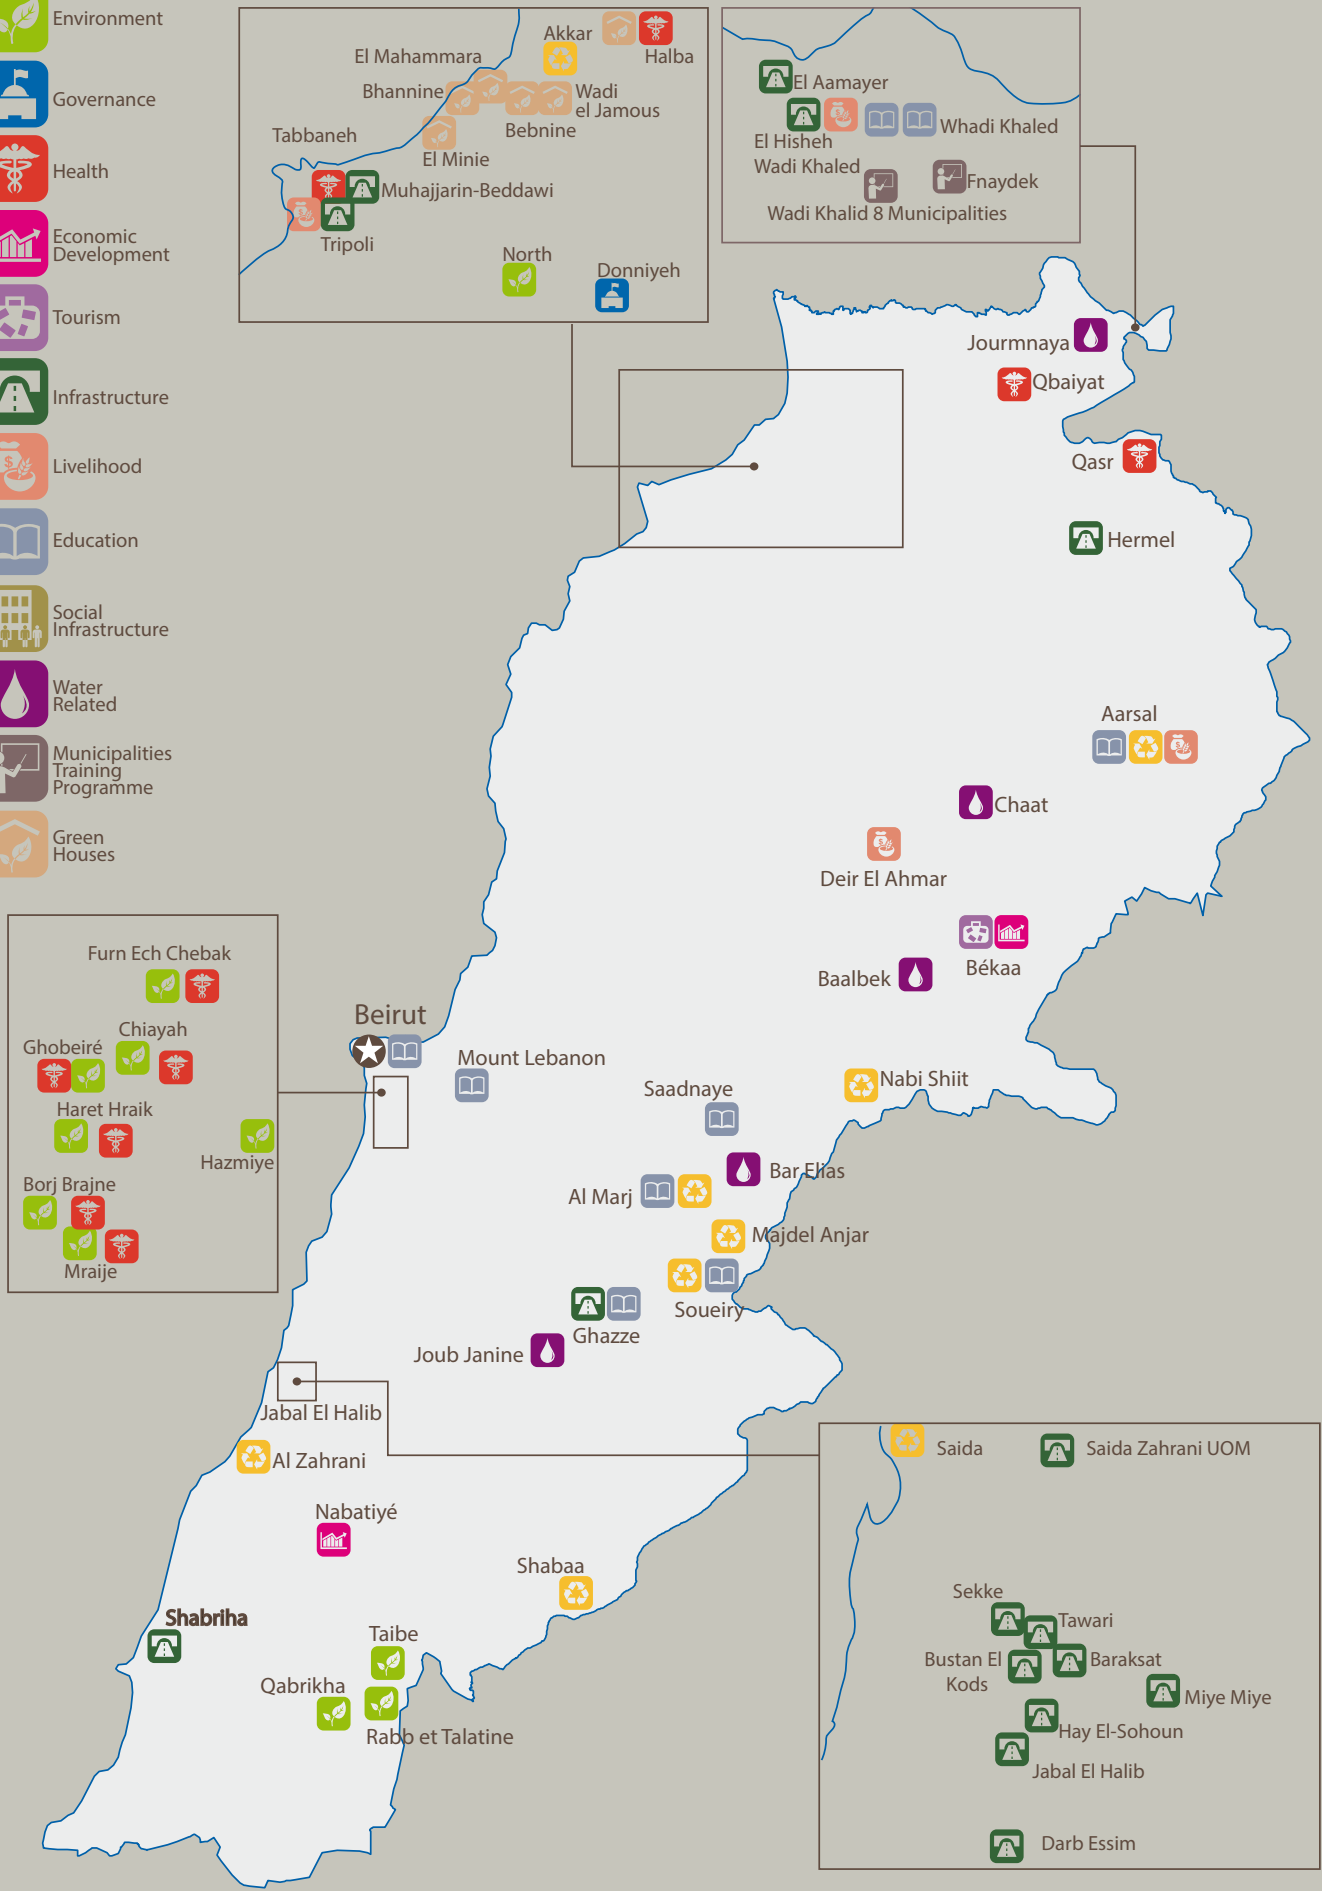 Environment
Governance
Health
Economic
Development
Tourism
Infrastructure
Livelihood
Education
Social
Infrastructure
Water
Related
Municipalities
Training
Programme
Green
Houses
Akkar
Halba
El Mahammara
Bhannine
Wadi
el Jamous
Bebnine
Tabbaneh
El Minie
Muhajjarin-Beddawi
Tripoli
North
Donniyeh
El Aamayer
Whadi Khaled
El Hisheh
Wadi Khaled
Fnaydek
Wadi Khalid 8 Municipalities
Jourmnaya
Qbaiyat
Qasr
Hermel
Aarsal
Chaat
Deir El Ahmar
Békaa
Baalbek
Furn Ech Chebak
Chiayah
Ghobeiré
Haret Hraik
Hazmiye
Borj Brajne
Mraije
Beirut
Mount Lebanon
Saadnaye
Nabi Shiit
Bar Elias
Al Marj
Majdel Anjar
Soueiry
Ghazze
Joub Janine
Jabal El Halib
Al Zahrani
Nabatiyé
Shabaa
Shabriha
Taibe
Qabrikha
Rabb et Talatine
Saida
Saida Zahrani UOM
Sekke
Tawari
Bustan El
Kods
Baraksat
Miye Miye
Hay El-Sohoun
Jabal El Halib
Darb Essim